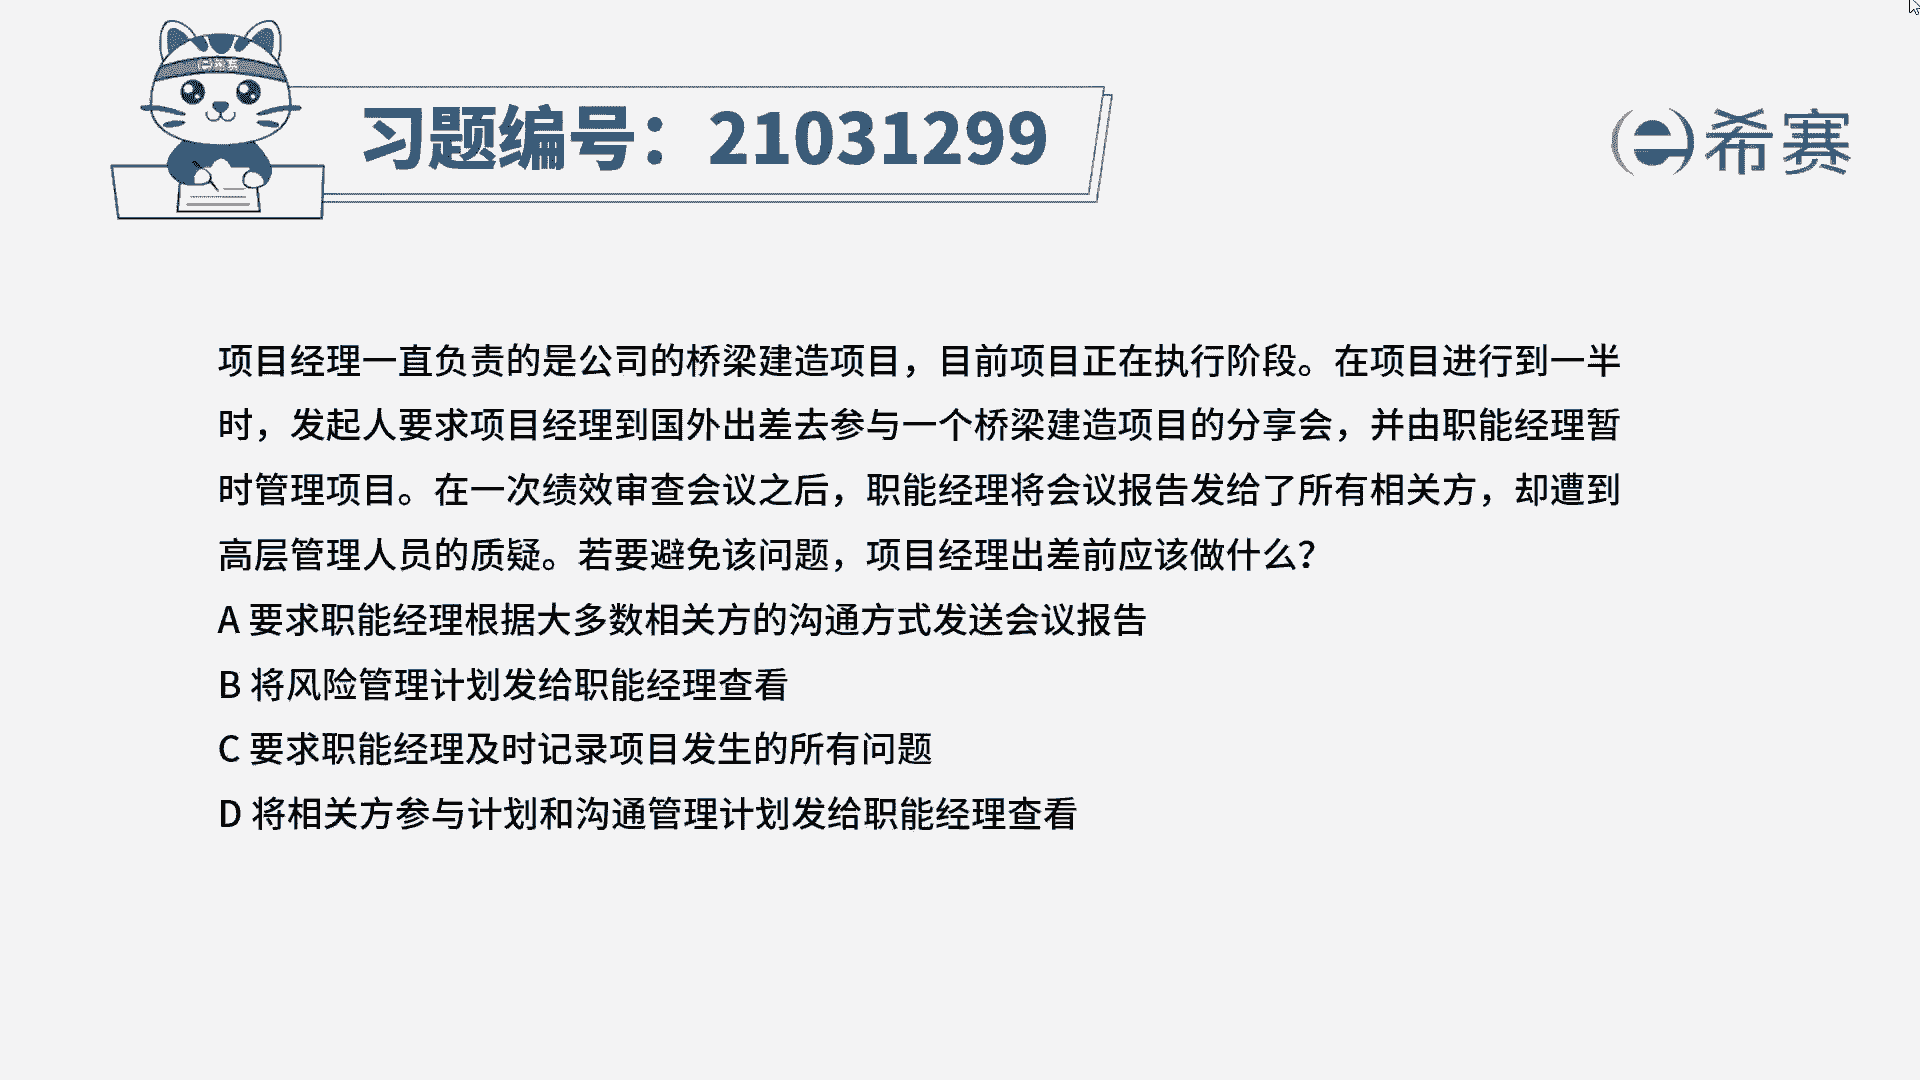 希赛
习题编号：21031299
希赛
项目经理一直负责的是公司的桥梁建造项目，目前项目正在执行阶段。在项目进行到一半
时，发起人要求项目经理到国外出差去参与一个桥梁建造项目的分享会，并由职能经理暂
时管理项目。在一次绩效审查会议之后，职能经理将会议报告发给了所有相关方，却遭到
高层管理人员的质疑。若要避免该问题，项目经理出差前应该做什么？
A 要求职能经理根据大多数相关方的沟通方式发送会议报告
B 将风险管理计划发给职能经理查看
C 要求职能经理及时记录项目发生的所有问题
D 将相关方参与计划和沟通管理计划发给职能经理查看